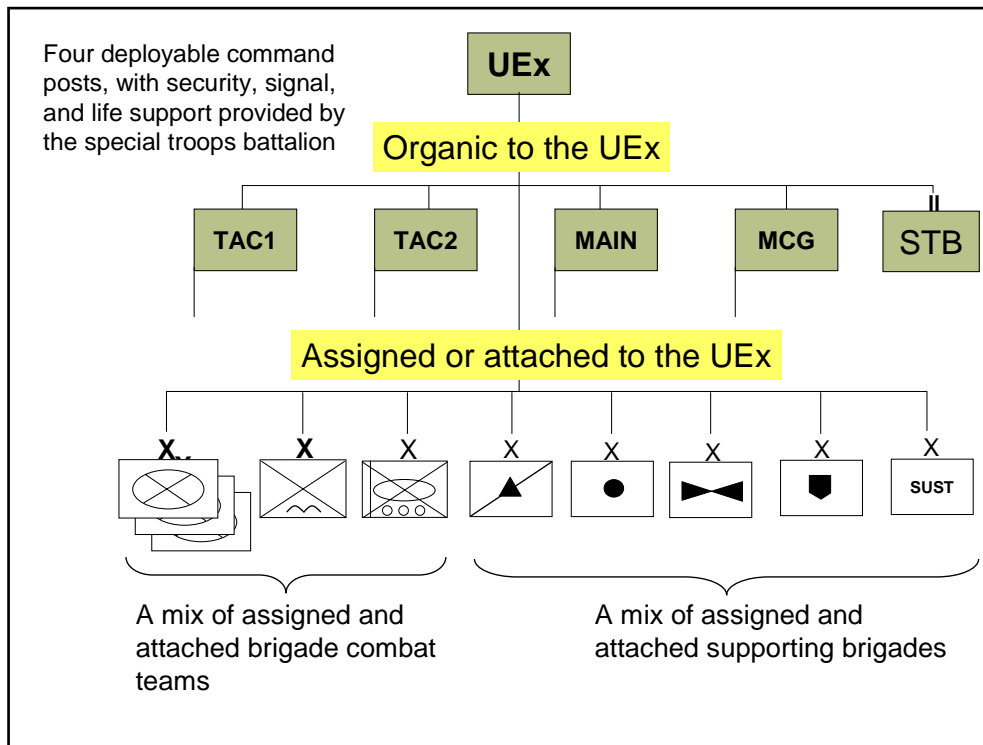 Four deployable command
posts, with security, signal,
and life support provided by
the special troops battalion
UEx
Organic to the UEx
II
TAC1
TAC2
MAIN
MCG
STB
Assigned or attached to the UEx
X
X
X
X
X
X
X
X
X
SUST
A mix of assigned and
attached brigade combat
teams
A mix of assigned and
attached supporting brigades